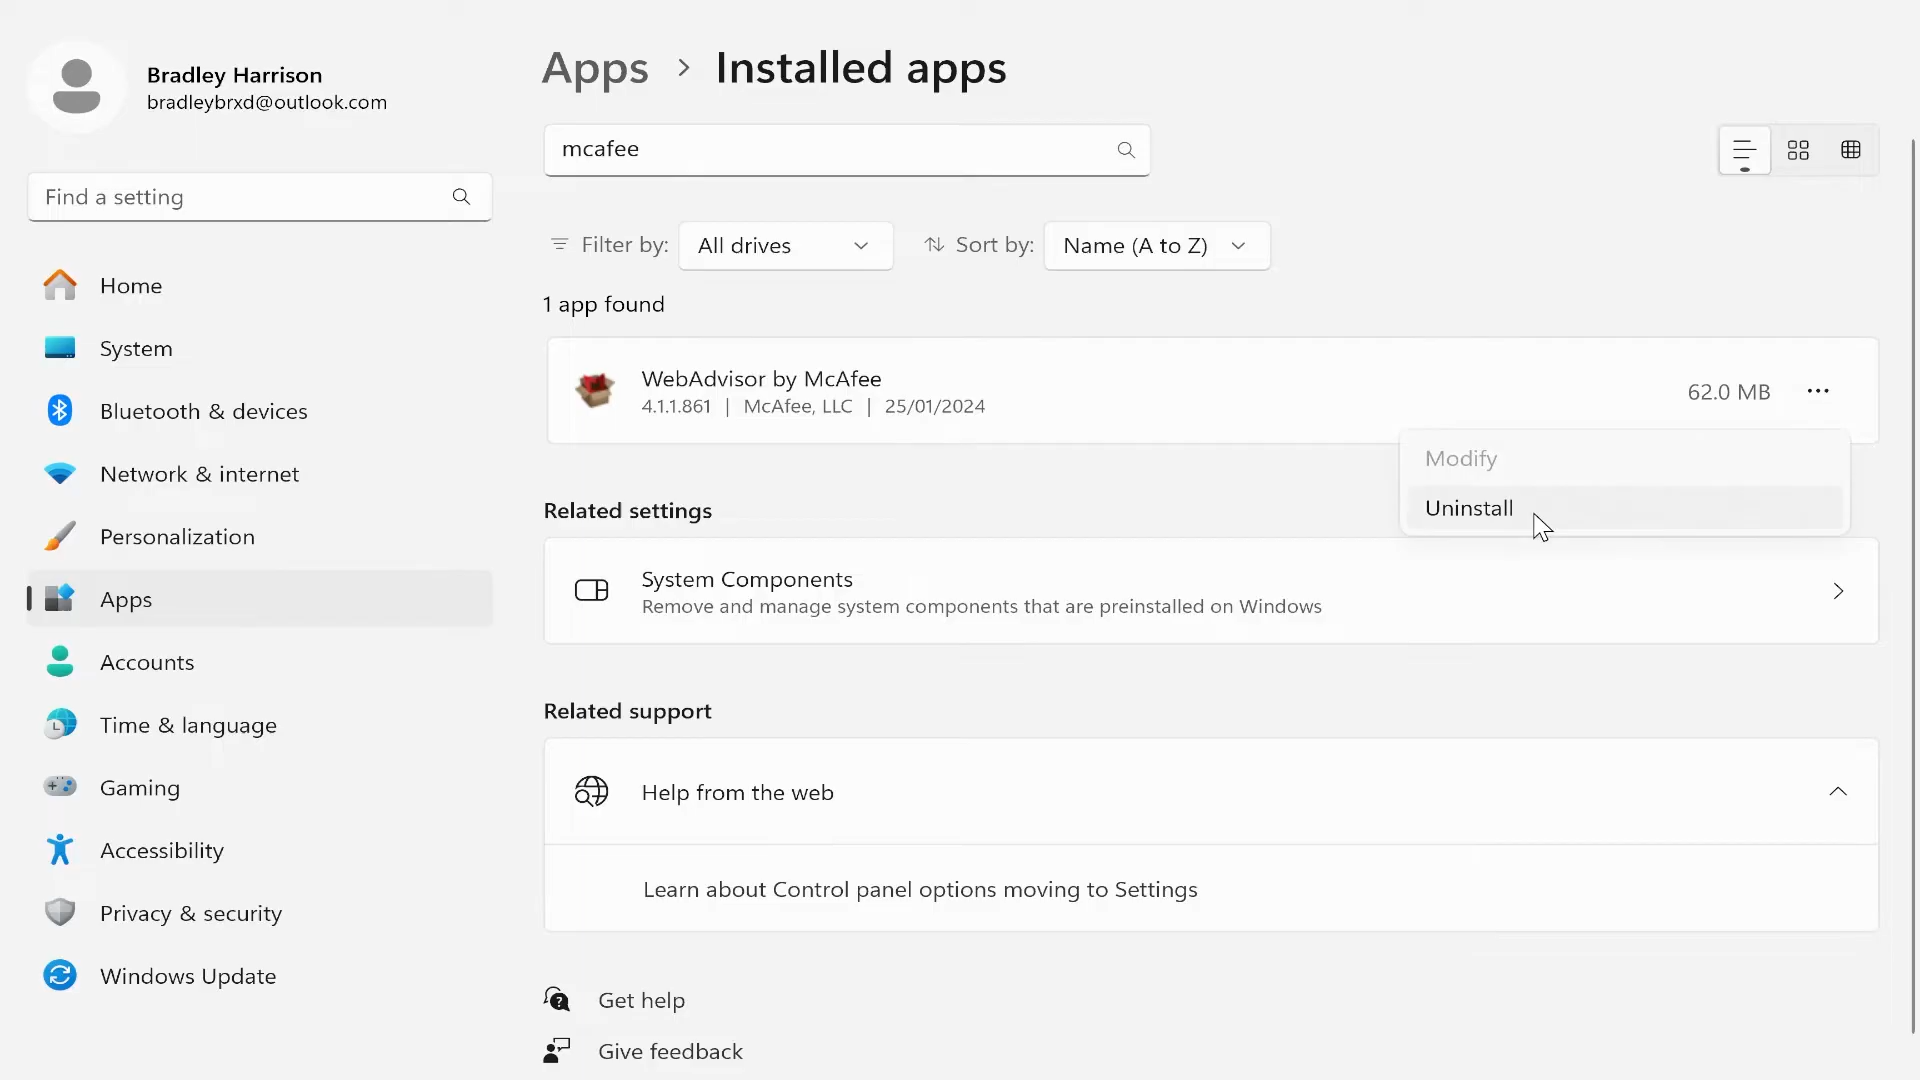 Bradley Harrison
bradleybrxd@outlook.com
Find a setting
Home
System
Bluetooth & devices
Network & internet
Personalization
Apps
Accounts
Time & language
Gaming
Accessibility
Privacy & security
Windows Update
Apps > Installed apps
mcafee
Filter by: All drives Sort by: Name (A to Z)
1 app found
WebAdvisor by McAfee
4.1.1.861 | McAfee, LLC | 25/01/2024
62.0 MB
Modify
Uninstall
Related settings
System Components
Remove and manage system components that are preinstalled on Windows
Related support
Help from the web
Learn about Control panel options moving to Settings
Get help
Give feedback